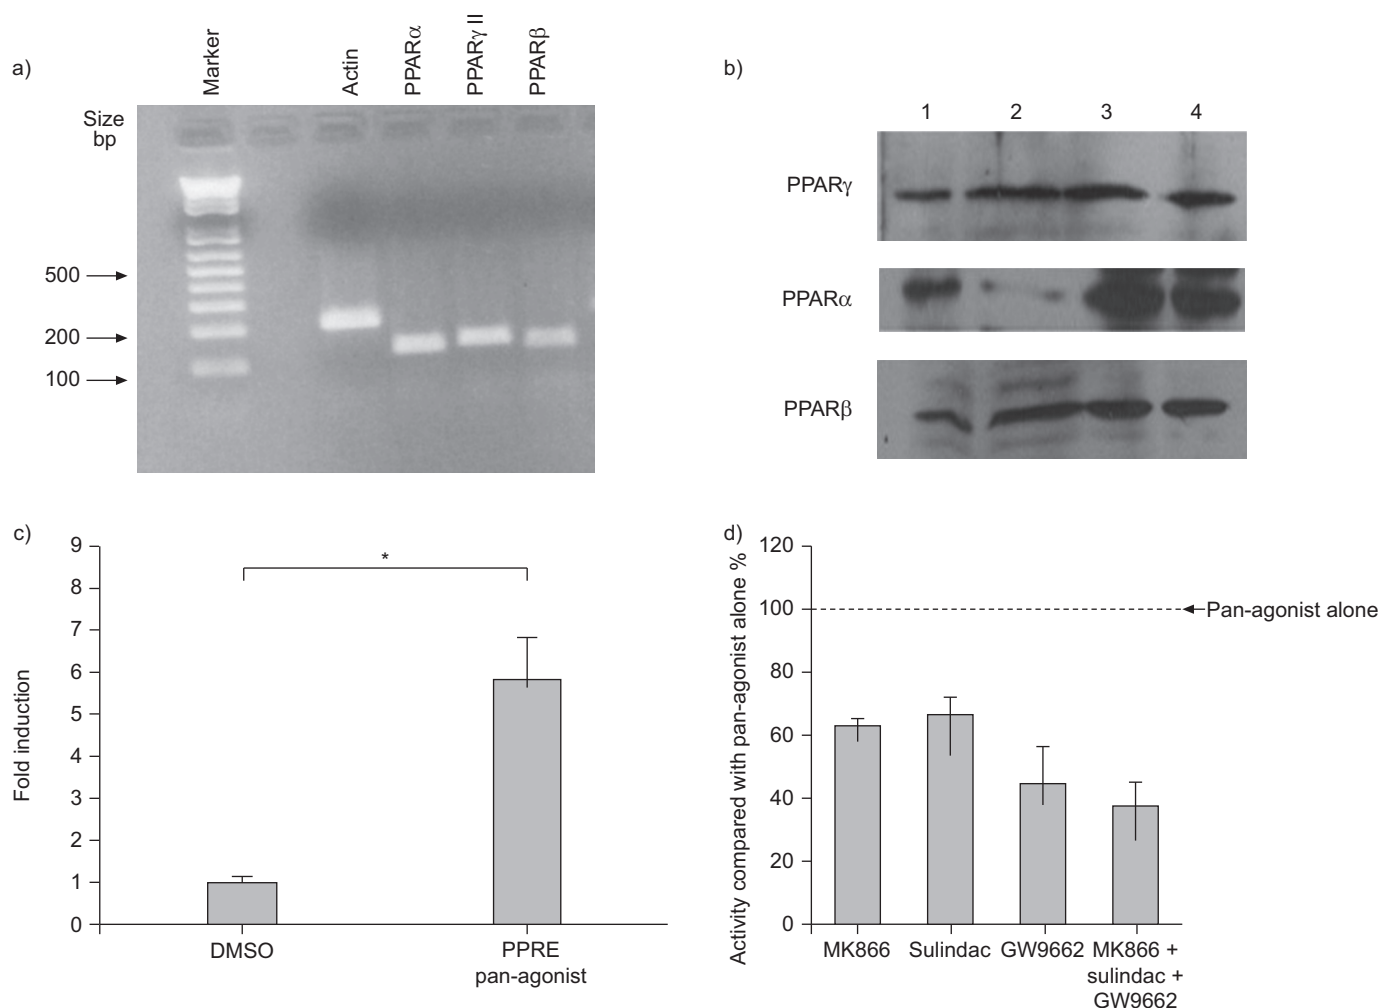 a)
Marker
Actin
PPARα
PPARγ II
PPARβ
Size
bp
500
200
100
b)
1 2 3 4
PPARγ
PPARα
PPARβ
c)
Fold induction
9
8
7
6
5
4
3
2
1
0
*
DMSO
PPRE
pan-agonist
d)
Activity compared with pan-agonist alone %
120
100
80
60
40
20
0
Pan-agonist alone
MK866
Sulindac
GW9662
MK866 +
sulindac +
GW9662